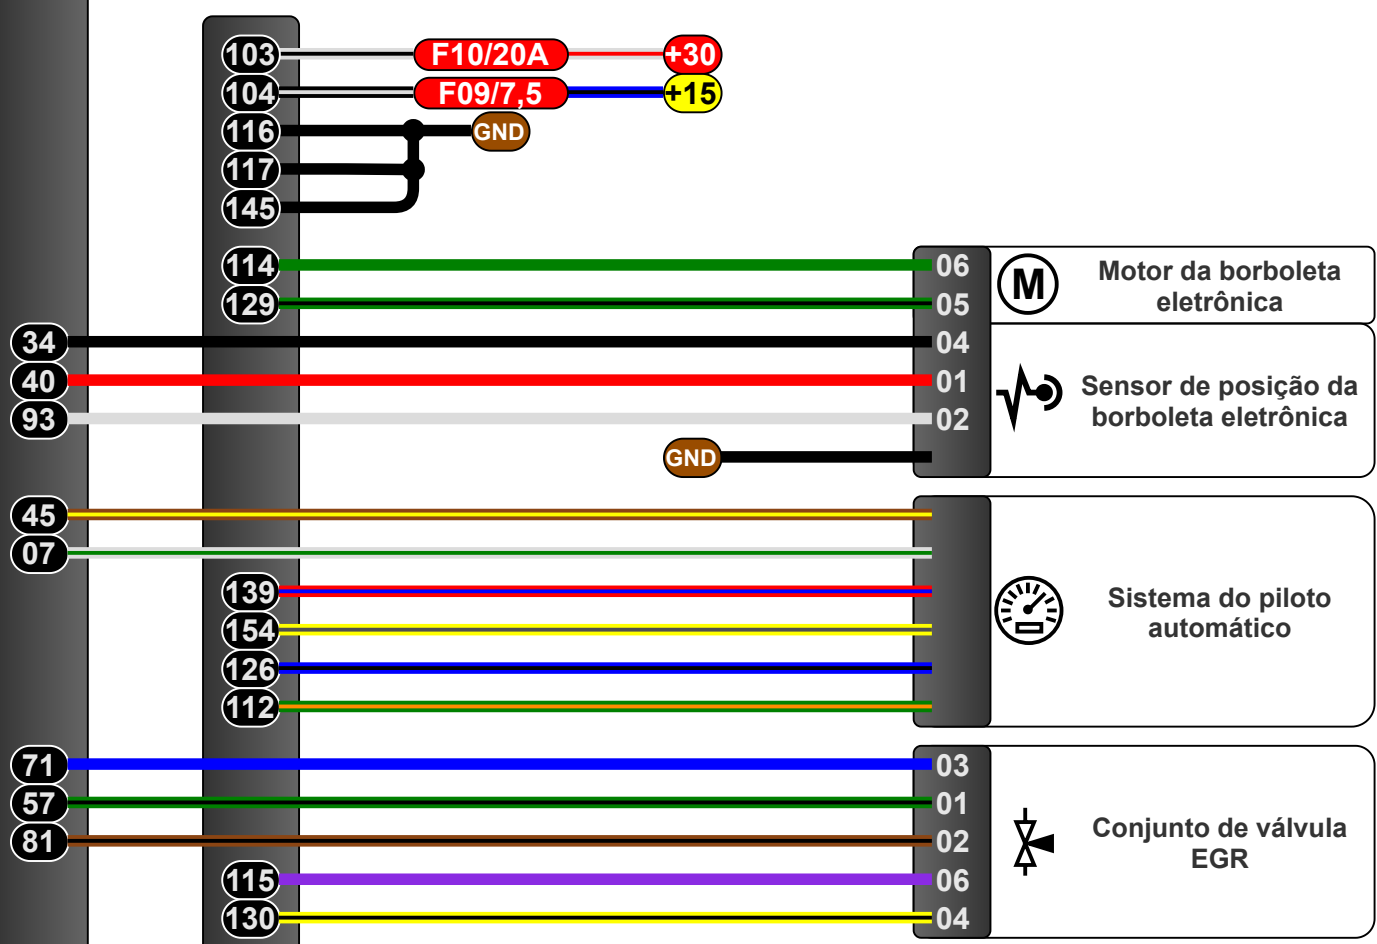 103 F10/20A +30
104 F09/7,5 +15
116 GND
117
145
114 06
129 05
M
Motor da borboleta
eletrônica
34 04
40 01
93 02
GND
Sensor de posição da
borboleta eletrônica
45
07
139
154
126
112
Sistema do piloto
automático
71 03
57 01
81 02
115 06
130 04
Conjunto de válvula
EGR